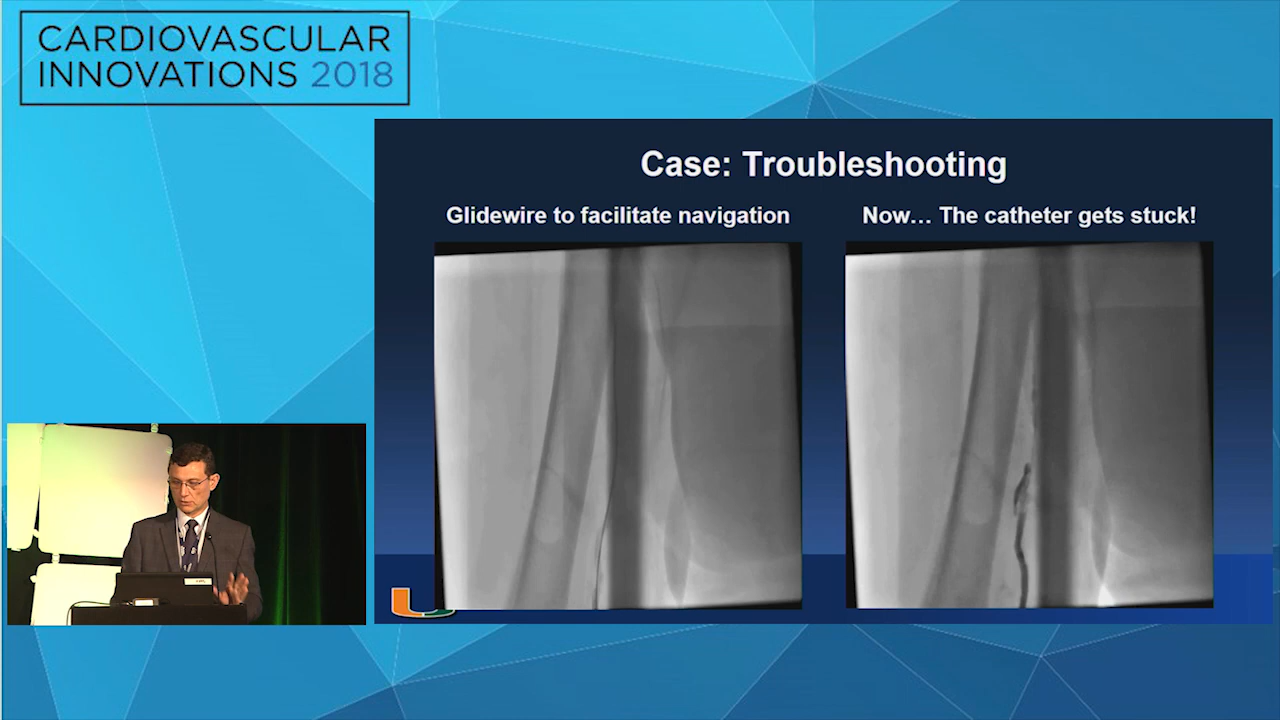 CARDIOVASCULAR
INNOVATIONS 2018
Case: Troubleshooting
Glidewire to facilitate navigation
Now… The catheter gets stuck!